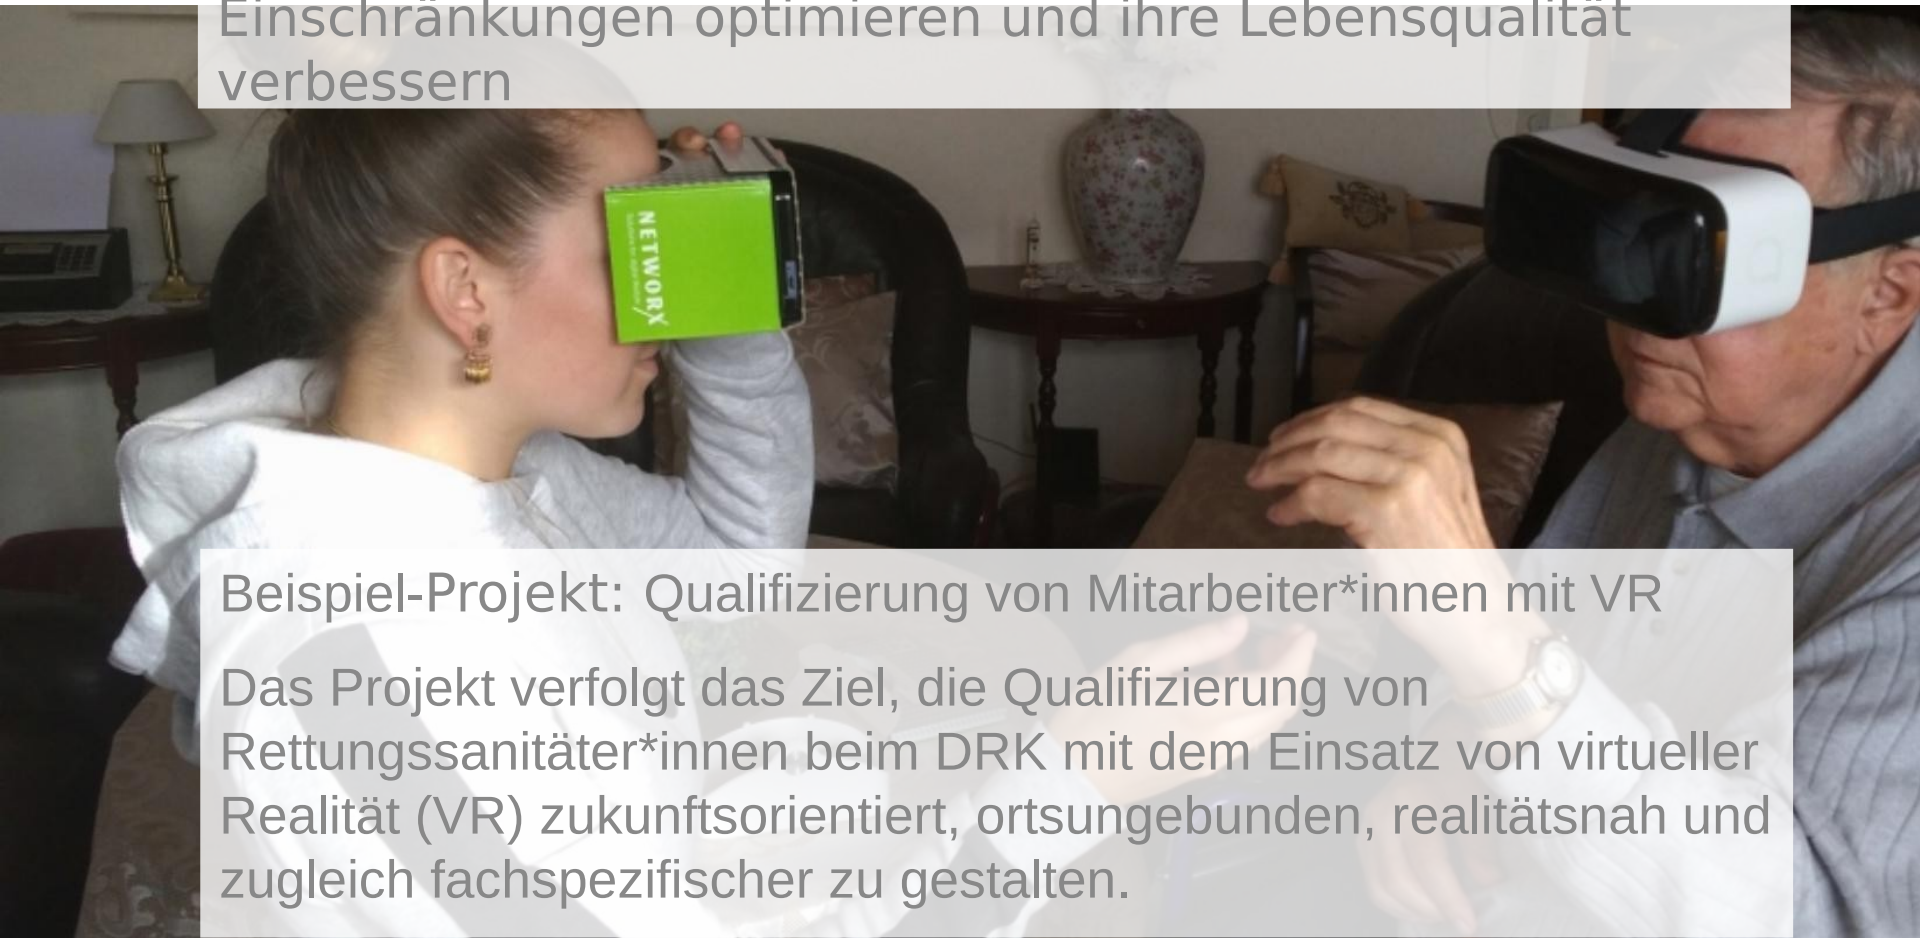 Einschränkungen optimieren und ihre Lebensqualität
verbessern
NETWORX
Beispiel-Projekt: Qualifizierung von Mitarbeiter*innen mit VR
Das Projekt verfolgt das Ziel, die Qualifizierung von
Rettungssanitäter*innen beim DRK mit dem Einsatz von virtueller
Realität (VR) zukunftsorientiert, ortsungebunden, realitätsnah und
zugleich fachspezifischer zu gestalten.